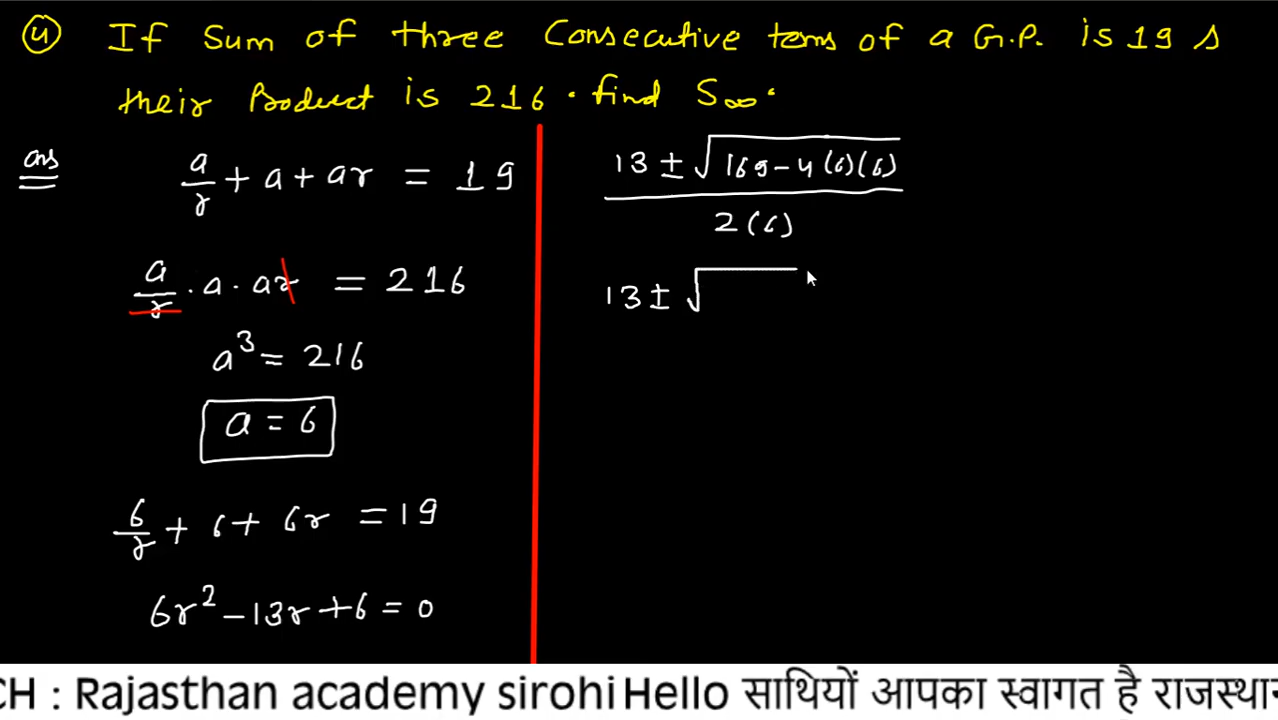 ④ If Sum of three Consecutive terms of a G.P. is 19 &
their Product is 216 . find S∞ .
ans
a/r + a + ar = 19
a/r . a . ar = 216
a³ = 216
a = 6
6/r + 6 + 6r = 19
6r² - 13r + 6 = 0
13 ± √169 - 4(6)(6)
2(6)
13 ± √
CH : Rajasthan academy sirohi Hello साथियों आपका स्वागत है